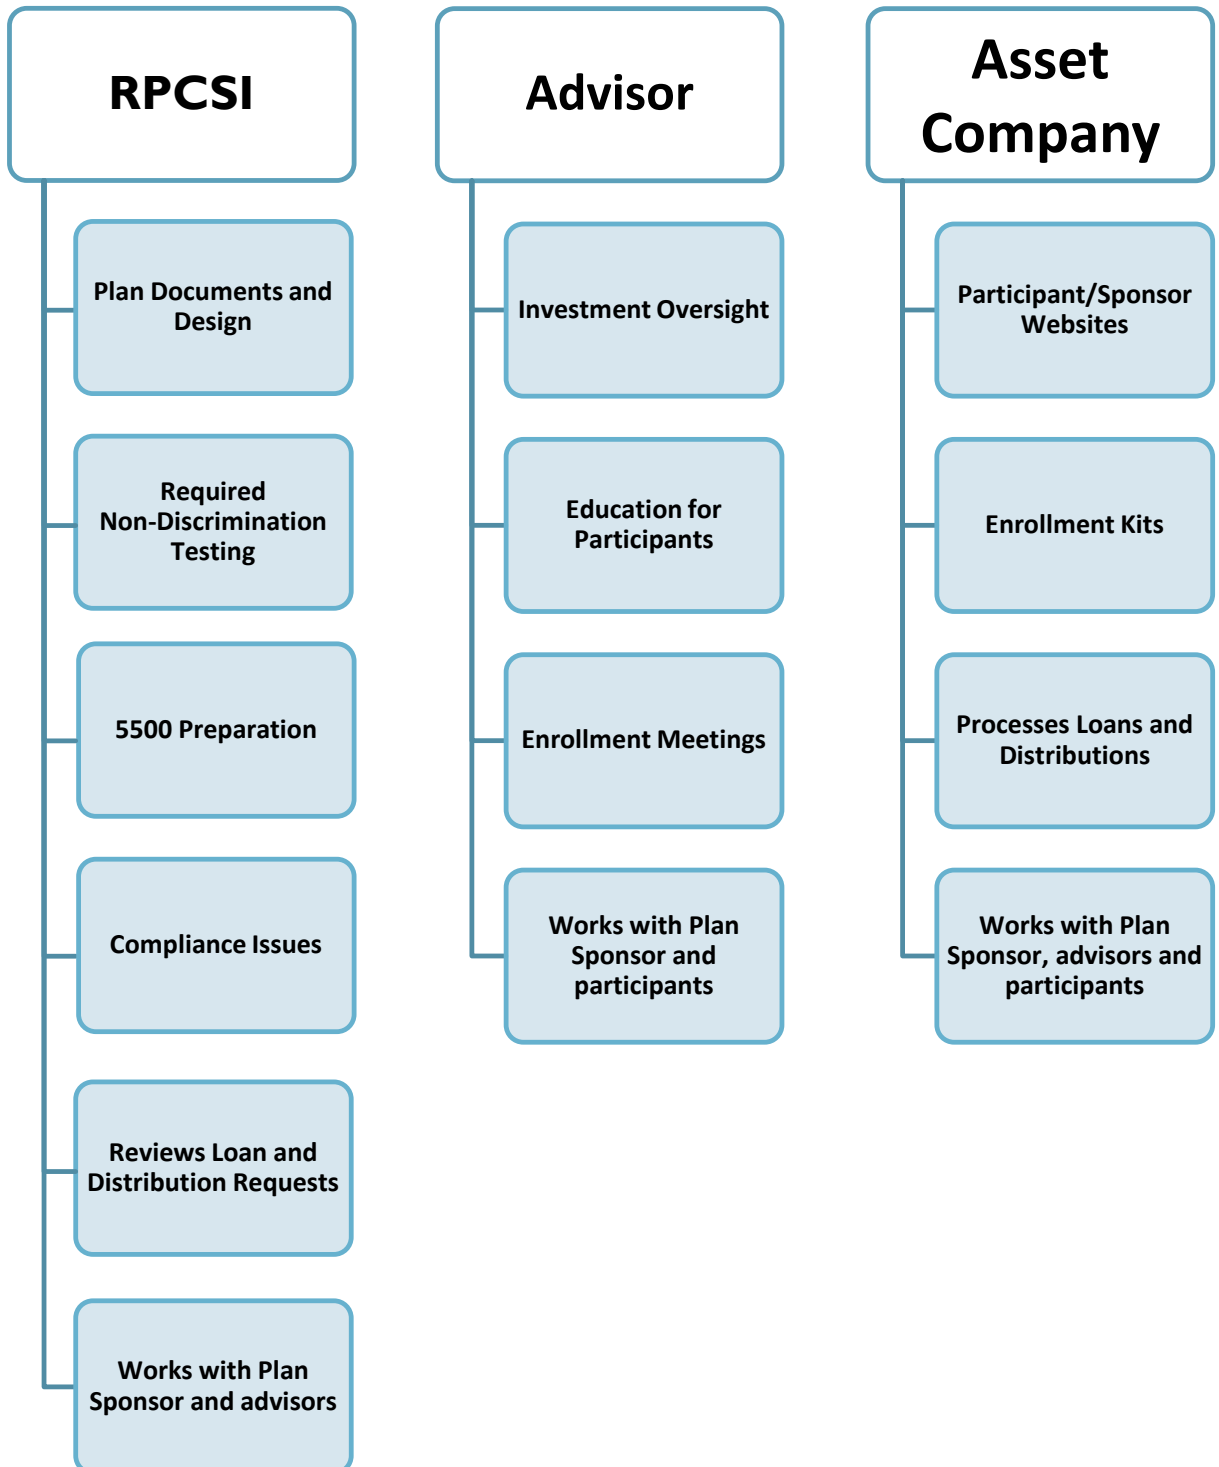 RPCSI
Plan Documents and
Design
Required
Non-Discrimination
Testing
5500 Preparation
Compliance Issues
Reviews Loan and
Distribution Requests
Works with Plan
Sponsor and advisors
Advisor
Investment Oversight
Education for
Participants
Enrollment Meetings
Works with Plan
Sponsor and
participants
Asset
Company
Participant/Sponsor
Websites
Enrollment Kits
Processes Loans and
Distributions
Works with Plan
Sponsor, advisors and
participants